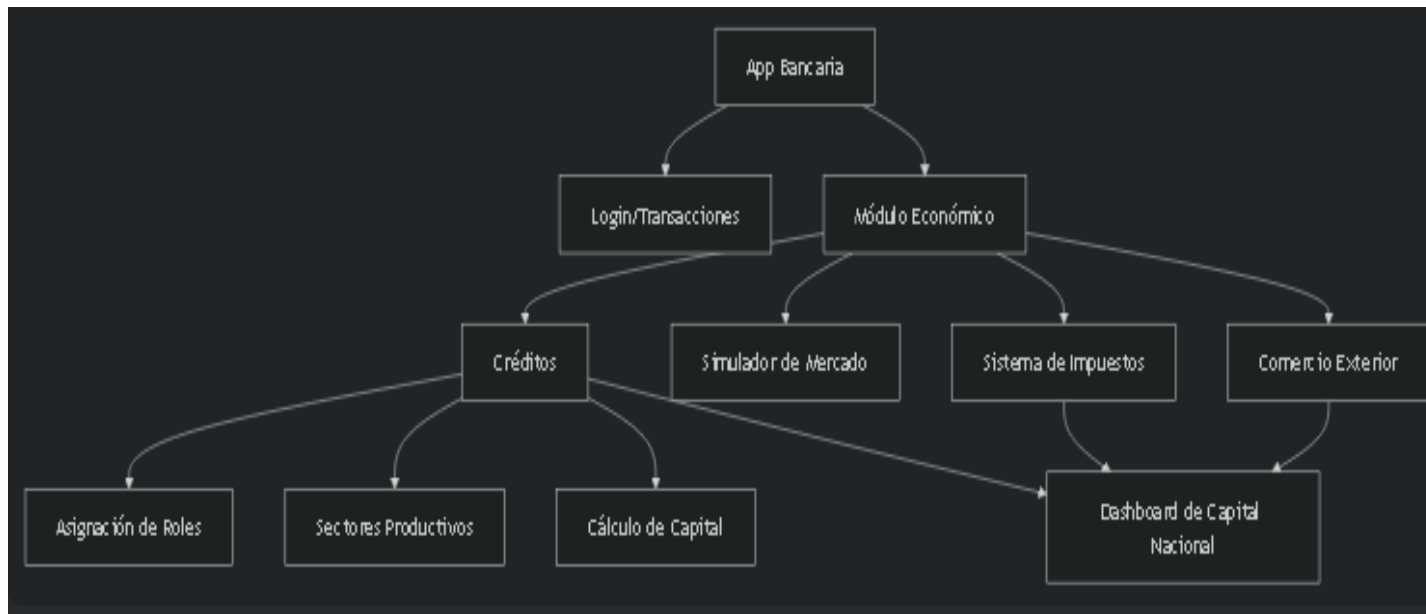 App Bancaria
Login/Transacciones
Módulo Económico
Créditos
Simulador de Mercado
Sistema de Impuestos
Comercio Exterior
Asignación de Roles
Sectores Productivos
Cálculo de Capital
Dashboard de Capital
Nacional